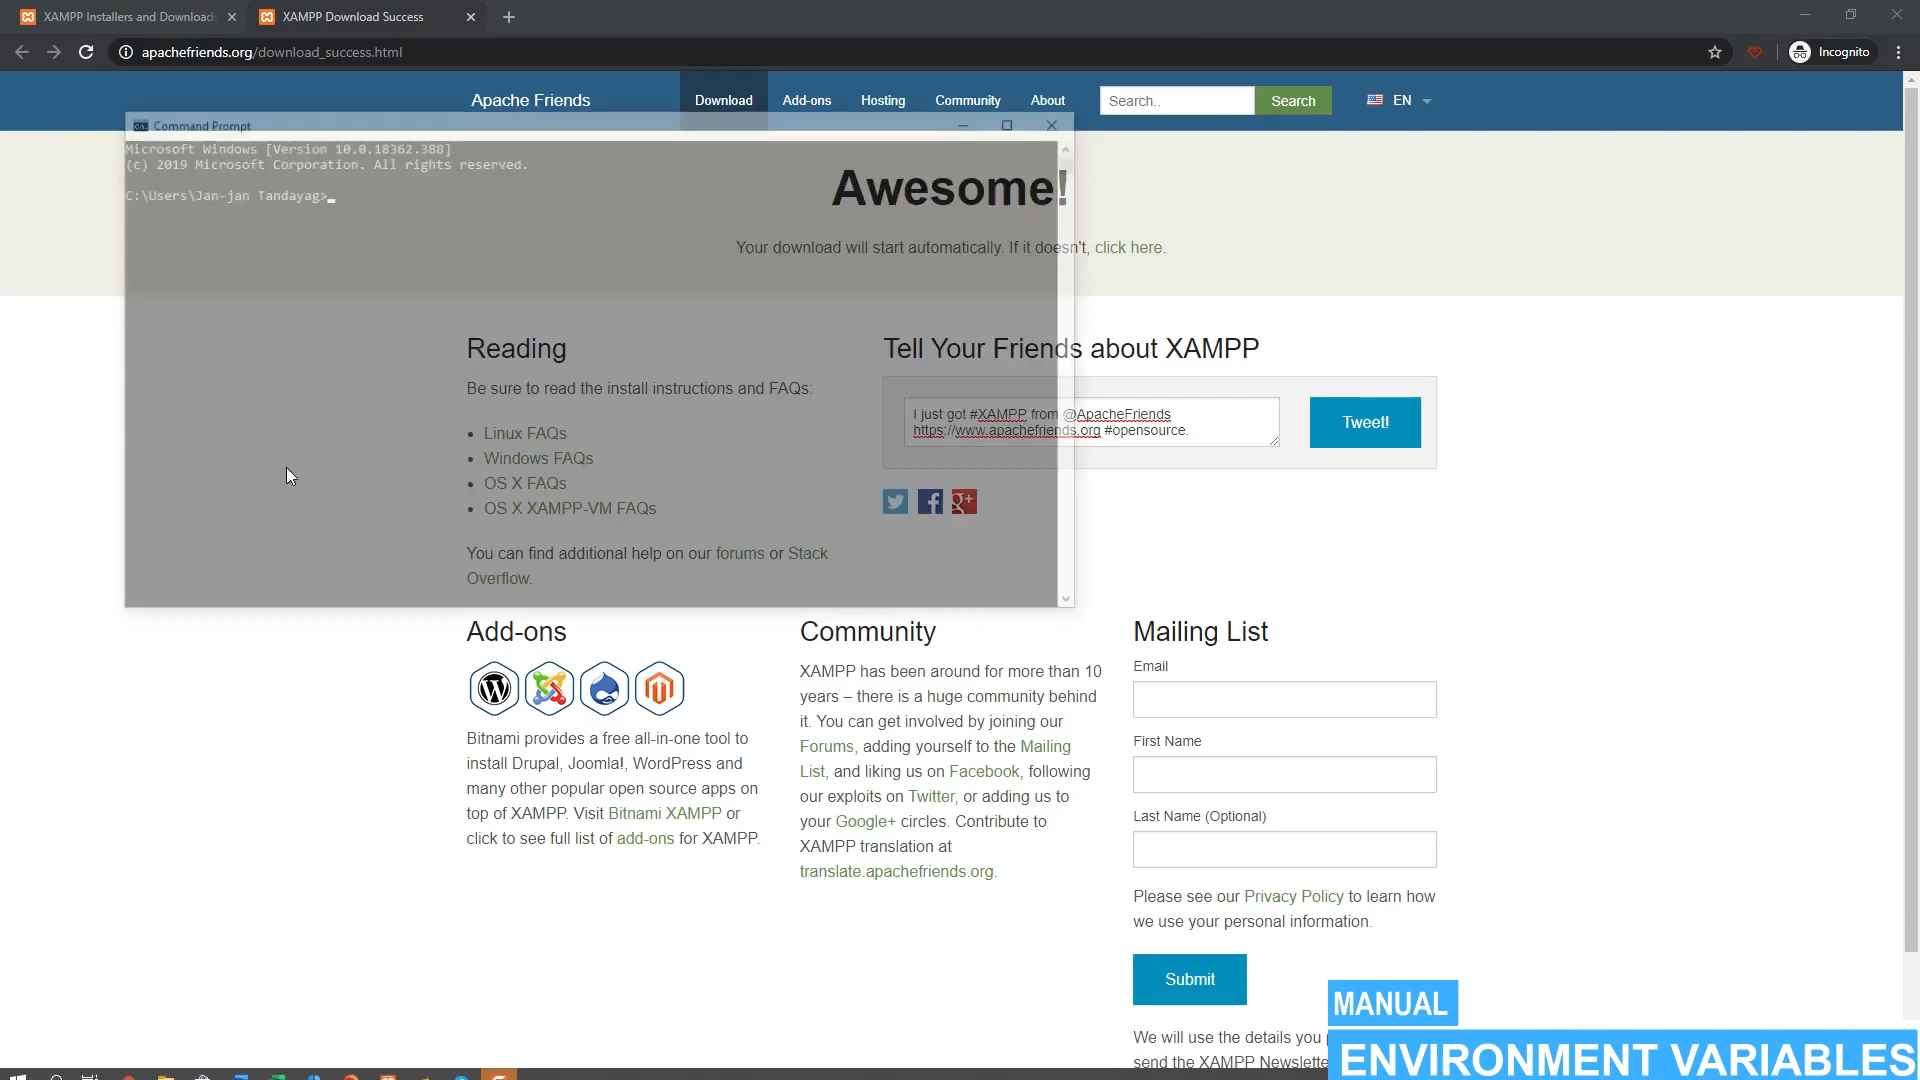 XAMPP Installers and Downloads
XAMPP Download Success
apachefriends.org/download_success.html
Incognito
Apache Friends
Download
Add-ons
Hosting
Community
About
Search..
Search
EN
Command Prompt
Microsoft Windows [Version 10.0.18362.388]
(c) 2019 Microsoft Corporation. All rights reserved.
C:\Users\Jan-jan Tandayag>
Awesome!
Your download will start automatically. If it doesn't, click here.
Reading
Be sure to read the install instructions and FAQs:
Linux FAQs
Windows FAQs
OS X FAQs
OS X XAMPP-VM FAQs
You can find additional help on our forums or Stack
Overflow.
Tell Your Friends about XAMPP
I just got #XAMPP from @ApacheFriends
https://www.apachefriends.org #opensource.
Tweet!
Add-ons
Bitnami provides a free all-in-one tool to
install Drupal, Joomla!, WordPress and
many other popular open source apps on
top of XAMPP. Visit Bitnami XAMPP or
click to see full list of add-ons for XAMPP.
Community
XAMPP has been around for more than 10
years – there is a huge community behind
it. You can get involved by joining our
Forums, adding yourself to the Mailing
List, and liking us on Facebook, following
our exploits on Twitter, or adding us to
your Google+ circles. Contribute to
XAMPP translation at
translate.apachefriends.org.
Mailing List
Email
First Name
Last Name (Optional)
Please see our Privacy Policy to learn how
we use your personal information.
Submit
We will use the details you
send the XAMPP
MANUAL
ENVIRONMENT VARIABLES